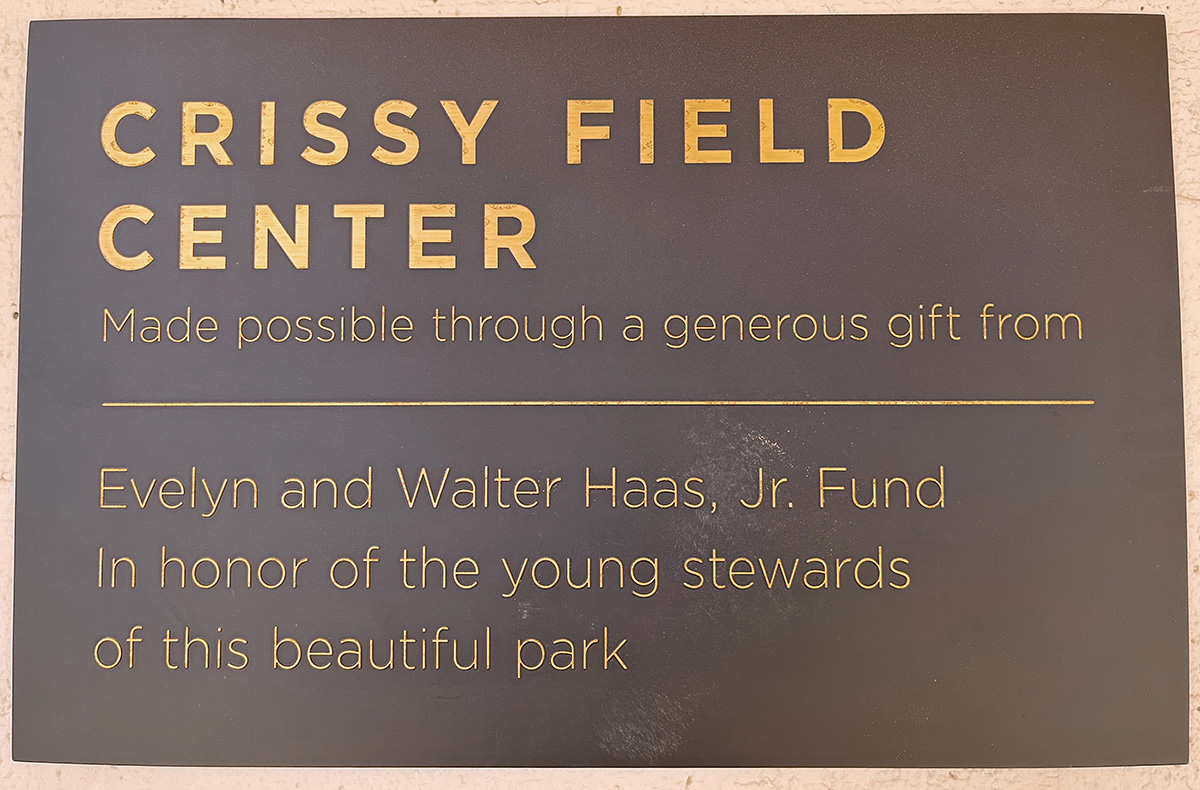 CRISSY FIELD
CENTER
Made possible through a generous gift from
Evelyn and Walter Haas, Jr. Fund
In honor of the young stewards
of this beautiful park